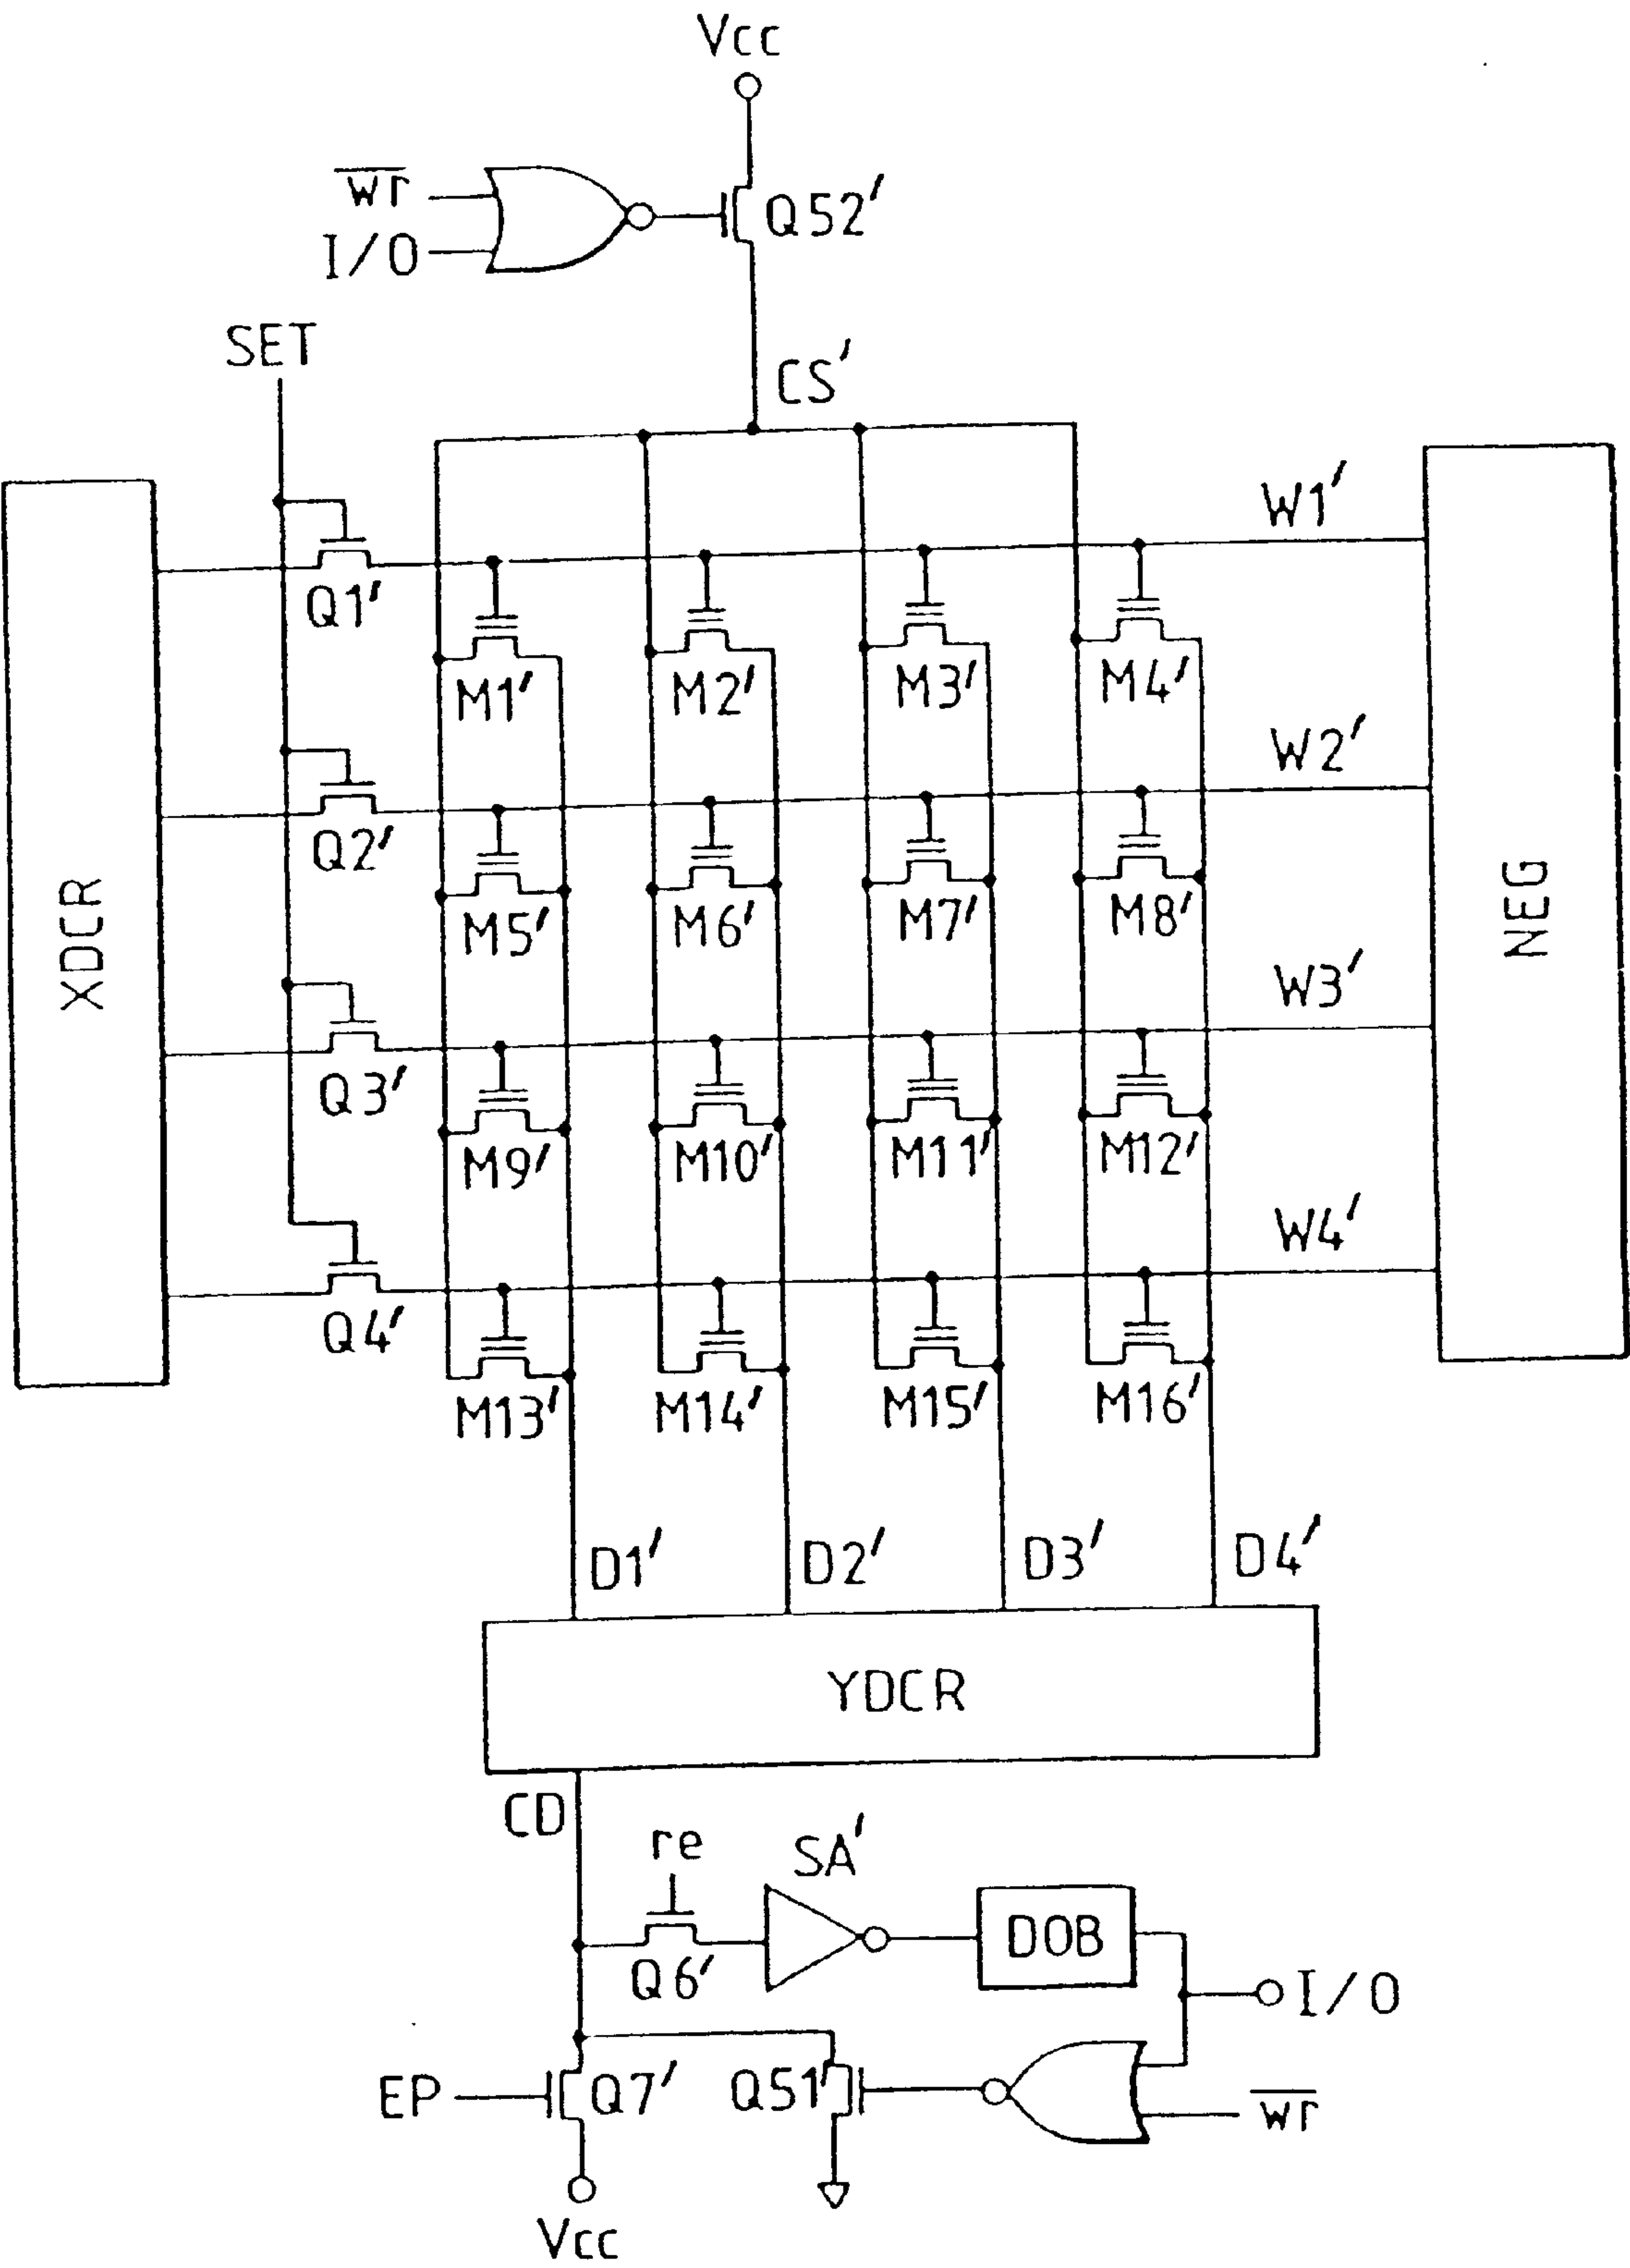 Vcc
w̅r̅
I/O
Q52'
SET
CS'
W1'
Q1'
M1'
M2'
M3'
M4'
W2'
Q2'
M5'
M6'
M7'
M8'
XDCR
NEG
W3'
Q3'
M9'
M10'
M11'
M12'
W4'
Q4'
M13'
M14'
M15'
M16'
D1'
D2'
D3'
D4'
YDCR
CD
re
SA'
DOB
Q6'
I/O
EP
Q7'
Q51'
w̅r̅
Vcc